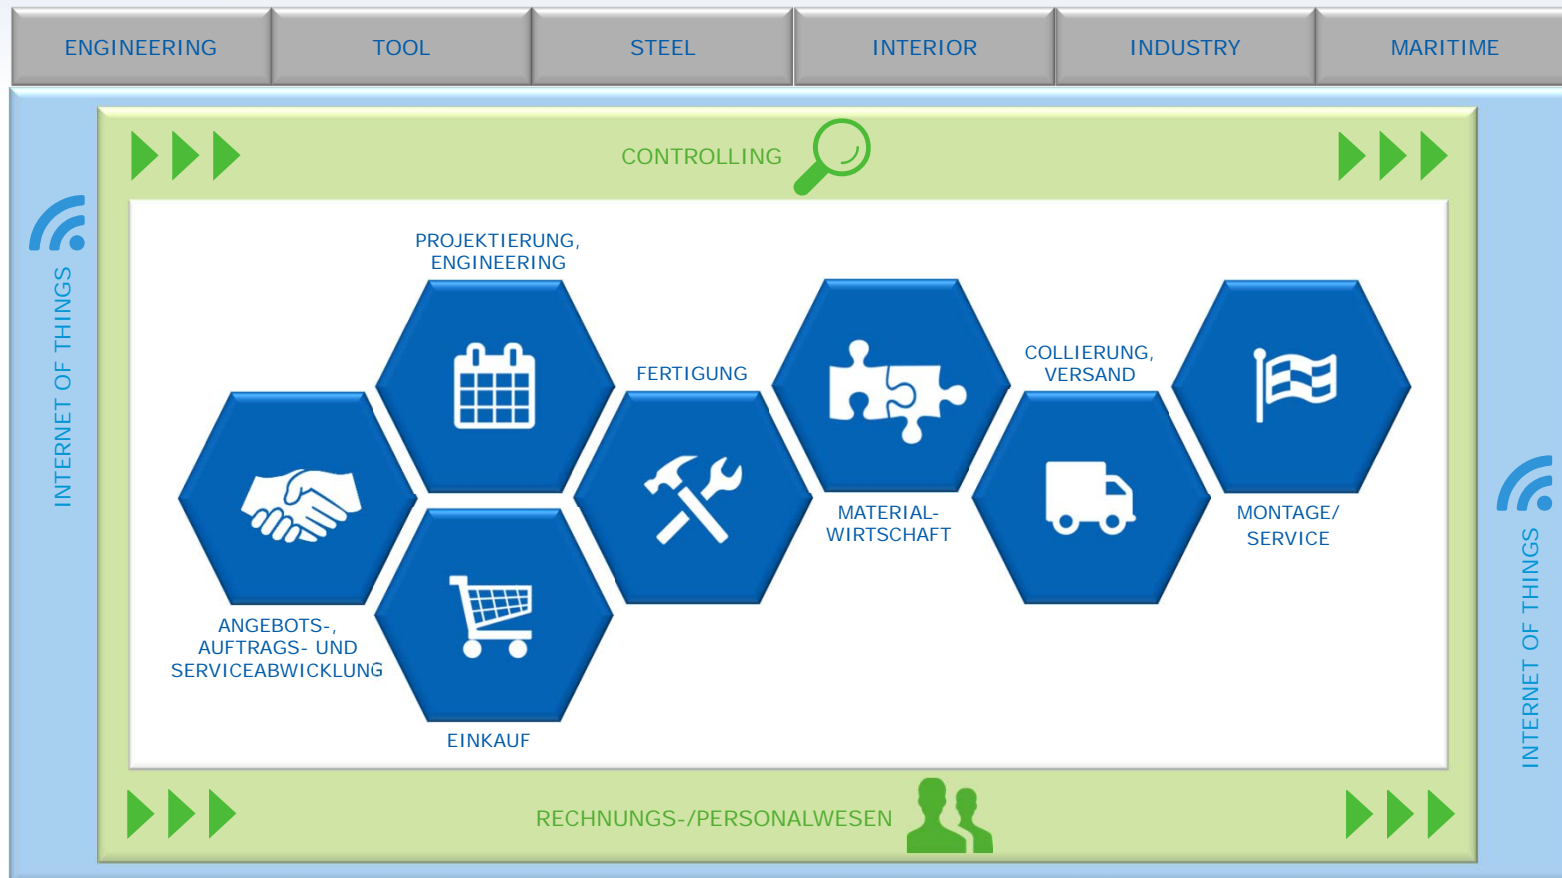 ENGINEERING
TOOL
STEEL
INTERIOR
INDUSTRY
MARITIME
CONTROLLING
INTERNET OF THINGS
PROJEKTIERUNG,
ENGINEERING
FERTIGUNG
COLLIERUNG,
VERSAND
MATERIAL-
WIRTSCHAFT
MONTAGE/
SERVICE
ANGEBOTS-,
AUFTRAGS- UND
SERVICEABWICKLUNG
EINKAUF
INTERNET OF THINGS
RECHNUNGS-/PERSONALWESEN